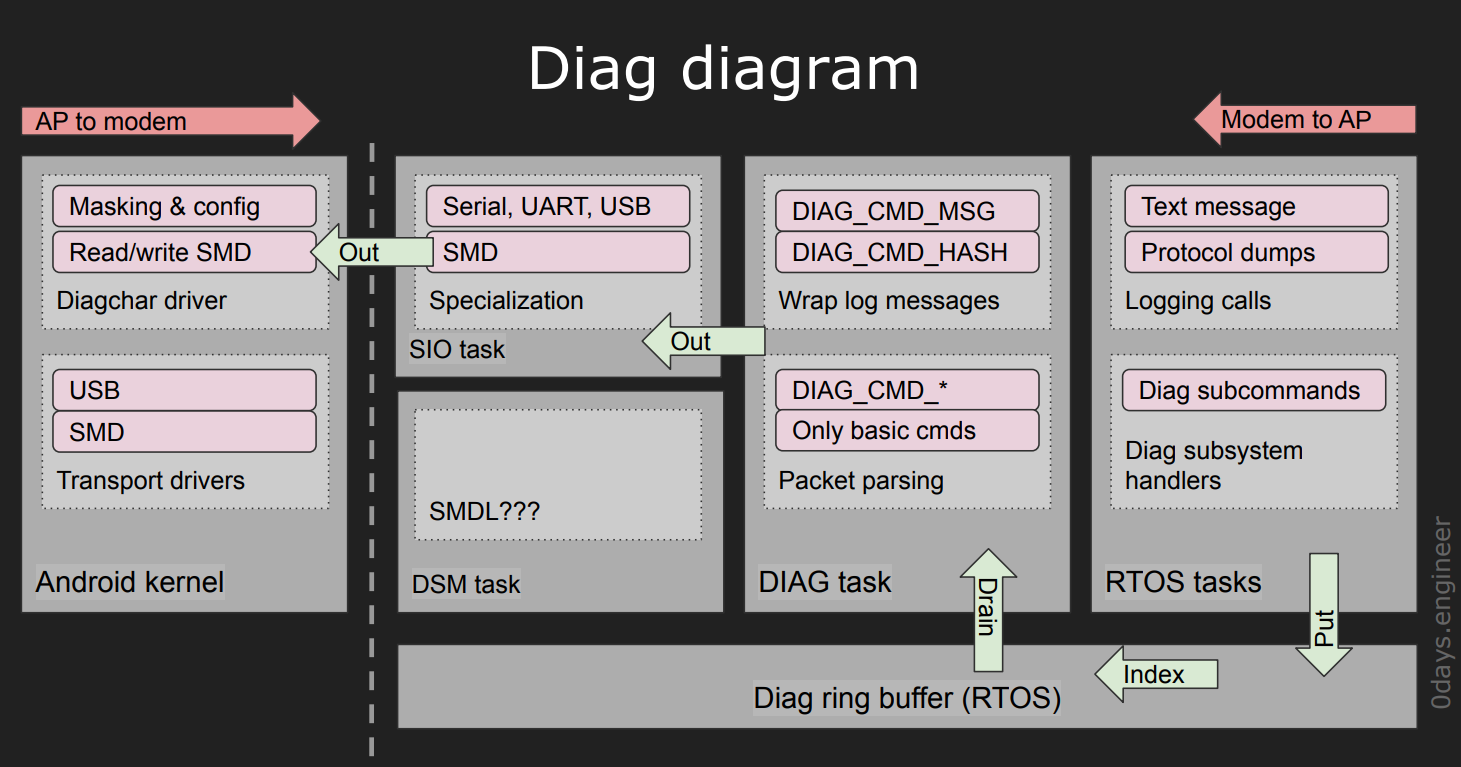 Diag diagram
AP to modem
Modem to AP
Masking & config
Read/write SMD
Diagchar driver
USB
SMD
Transport drivers
Android kernel
Out
Serial, UART, USB
SMD
Specialization
SIO task
SMDL???
DSM task
Out
DIAG_CMD_MSG
DIAG_CMD_HASH
Wrap log messages
DIAG_CMD_*
Only basic cmds
Packet parsing
DIAG task
Drain
Text message
Protocol dumps
Logging calls
Diag subcommands
Diag subsystem
handlers
RTOS tasks
Put
Index
Diag ring buffer (RTOS)
0days.engineer